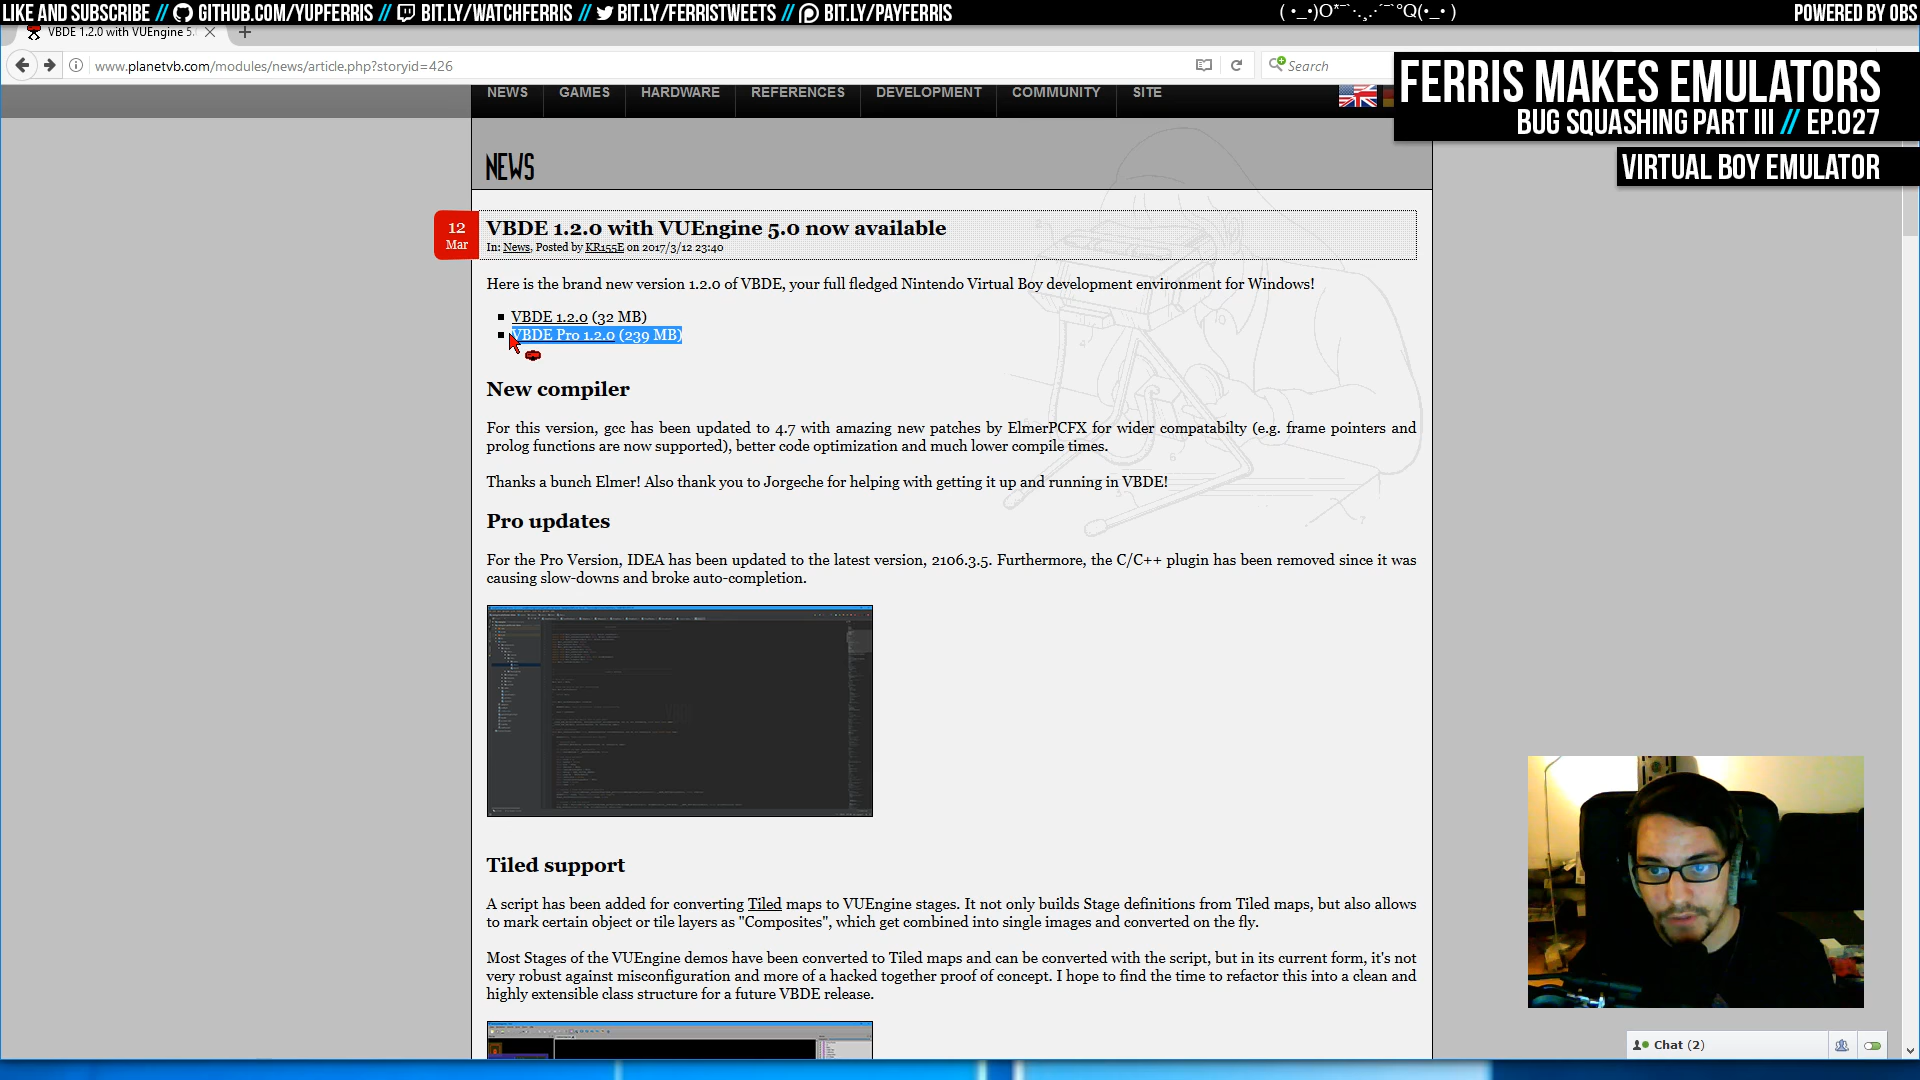 LIKE AND SUBSCRIBE // GITHUB.COM/YUPFERRIS // BIT.LY/WATCHFERRIS // BIT.LY/FERRISTWEETS // BIT.LY/PAYFERRIS
POWERED BY OBS
VBDE 1.2.0 with VUEngine 5.
www.planetvb.com/modules/news/article.php?storyid=426
Search
FERRIS MAKES EMULATORS
BUG SQUASHING PART III // EP.027
VIRTUAL BOY EMULATOR
NEWS GAMES HARDWARE REFERENCES DEVELOPMENT COMMUNITY SITE
NEWS
12
Mar
VBDE 1.2.0 with VUEngine 5.0 now available
In: News, Posted by KR155E on 2017/3/12 23:40
Here is the brand new version 1.2.0 of VBDE, your full fledged Nintendo Virtual Boy development environment for Windows!
VBDE 1.2.0 (32 MB)
VBDE Pro 1.2.0 (239 MB)
New compiler
For this version, gcc has been updated to 4.7 with amazing new patches by ElmerPCFX for wider compatabilty (e.g. frame pointers and
prolog functions are now supported), better code optimization and much lower compile times.
Thanks a bunch Elmer! Also thank you to Jorgeche for helping with getting it up and running in VBDE!
Pro updates
For the Pro Version, IDEA has been updated to the latest version, 2106.3.5. Furthermore, the C/C++ plugin has been removed since it was
causing slow-downs and broke auto-completion.
Tiled support
A script has been added for converting Tiled maps to VUEngine stages. It not only builds Stage definitions from Tiled maps, but also allows
to mark certain object or tile layers as "Composites", which get combined into single images and converted on the fly.
Most Stages of the VUEngine demos have been converted to Tiled maps and can be converted with the script, but in its current form, it's not
very robust against misconfiguration and more of a hacked together proof of concept. I hope to find the time to refactor this into a clean and
highly extensible class structure for a future VBDE release.
Chat (2)